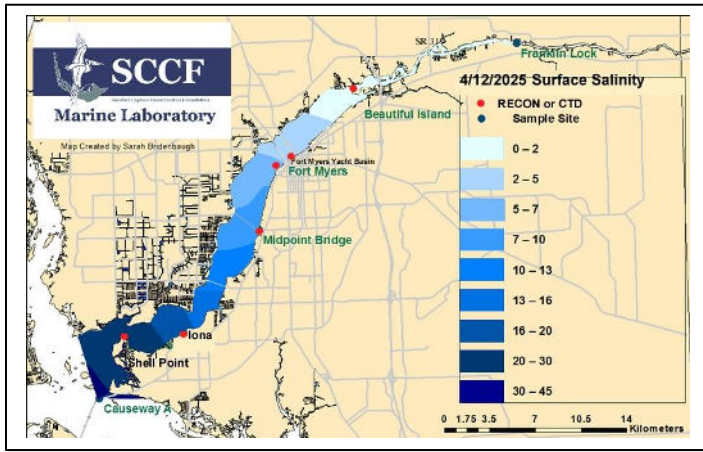 SCCF
Marine Laboratory
Map Created by Sarah Bridenbaugh
I-75
SR 31
Franklin Lock
Beautiful Island
Fort Myers Yacht Basin
Fort Myers
Midpoint Bridge
Iona
Shell Point
Causeway A
4/12/2025 Surface Salinity
RECON or CTD
Sample Site
0 – 2
2 – 5
5 – 7
7 – 10
10 – 13
13 – 16
16 – 20
20 – 30
30 – 45
0 1.75 3.5 7 10.5 14
Kilometers